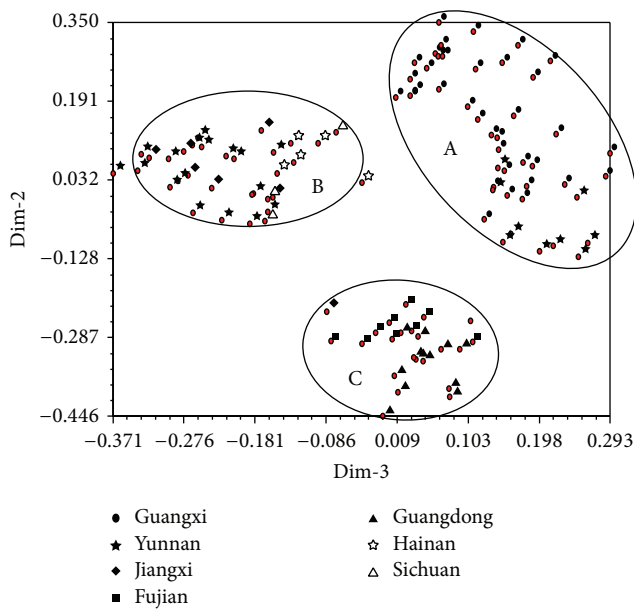 0.350
0.191
0.032
−0.128
−0.287
−0.446
Dim-2
A
B
C
−0.371 −0.276 −0.181 −0.086 0.009 0.103 0.198 0.293
Dim-3
Guangxi
Yunnan
Jiangxi
Fujian
Guangdong
Hainan
Sichuan